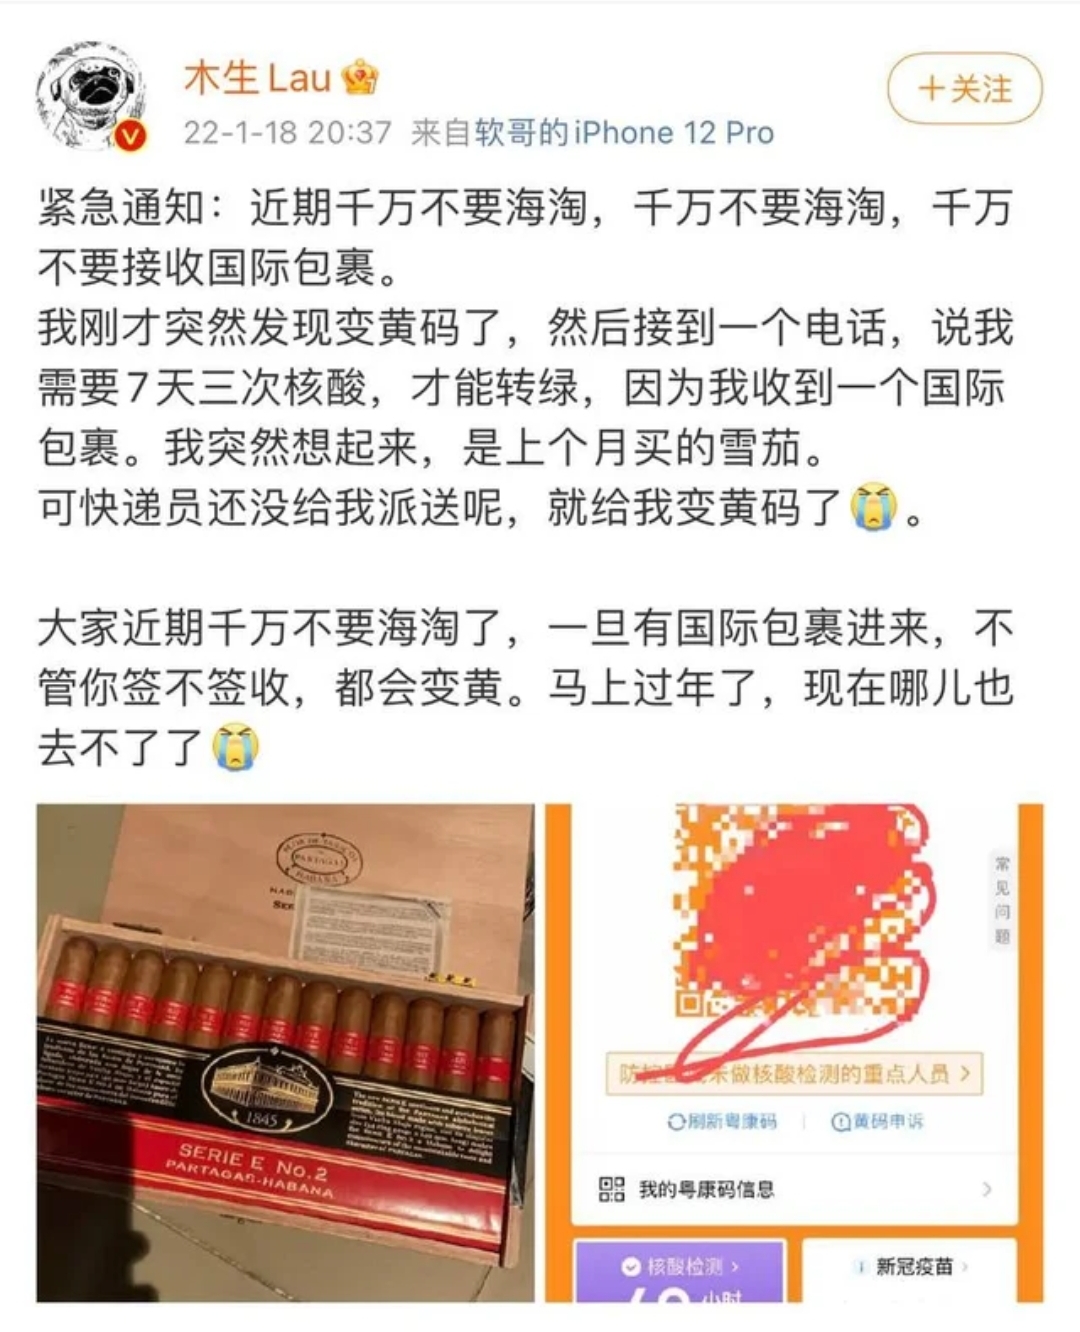 木生Lau
+关注
22-1-18 20:37 来自软哥的iPhone 12 Pro
紧急通知：近期千万不要海淘，千万不要海淘，千万
不要接收国际包裹。
我刚才突然发现变黄码了，然后接到一个电话，说我
需要7天三次核酸，才能转绿，因为我收到一个国际
包裹。我突然想起来，是上个月买的雪茄。
可快递员还没给我派送呢，就给我变黄码了😭。
大家近期千万不要海淘了，一旦有国际包裹进来，不
管你签不签收，都会变黄。马上过年了，现在哪儿也
去不了了😭
PARTAGAS
HABANA
1845
SERIE E No.2
PARTAGAS-HABANA
常见问题
未做核酸检测的重点人员 >
刷新粤康码 | 黄码申诉
我的粤康码信息 >
核酸检测 >
新冠疫苗 >
小时